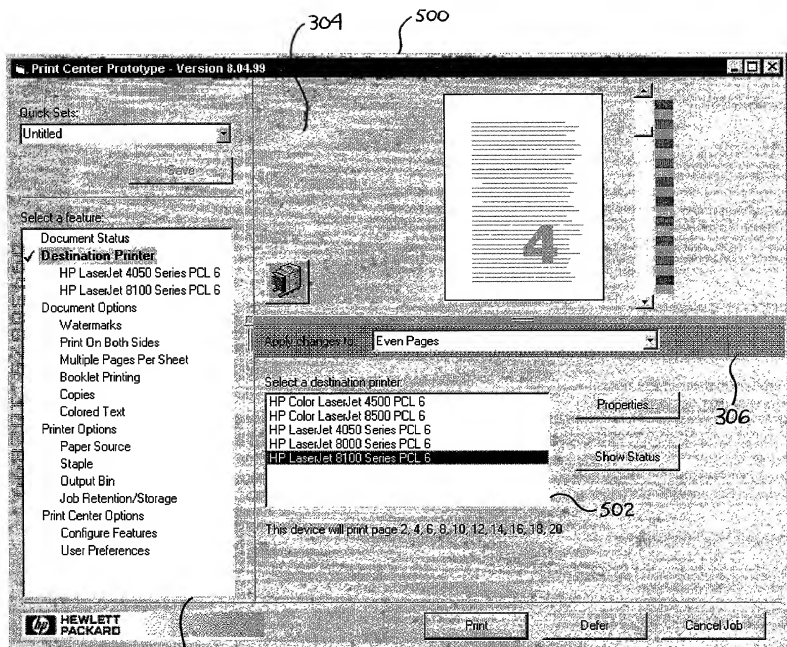 304
500
Print Center Prototype - Version 8.04.99
Quick Sets:
Untitled
Save
Select a feature:
Document Status
Destination Printer
HP LaserJet 4050 Series PCL 6
HP LaserJet 8100 Series PCL 6
Document Options
Watermarks
Print On Both Sides
Multiple Pages Per Sheet
Booklet Printing
Copies
Colored Text
Printer Options
Paper Source
Staple
Output Bin
Job Retention/Storage
Print Center Options
Configure Features
User Preferences
4
Apply changes to:
Even Pages
306
Select a destination printer:
HP Color LaserJet 4500 PCL 6
HP Color LaserJet 8500 PCL 6
HP LaserJet 4050 Series PCL 6
HP LaserJet 8000 Series PCL 6
HP LaserJet 8100 Series PCL 6
Properties...
Show Status
502
This device will print page 2, 4, 6, 8, 10, 12, 14, 16, 18, 20
hp HEWLETT
PACKARD
Print
Defer
Cancel Job